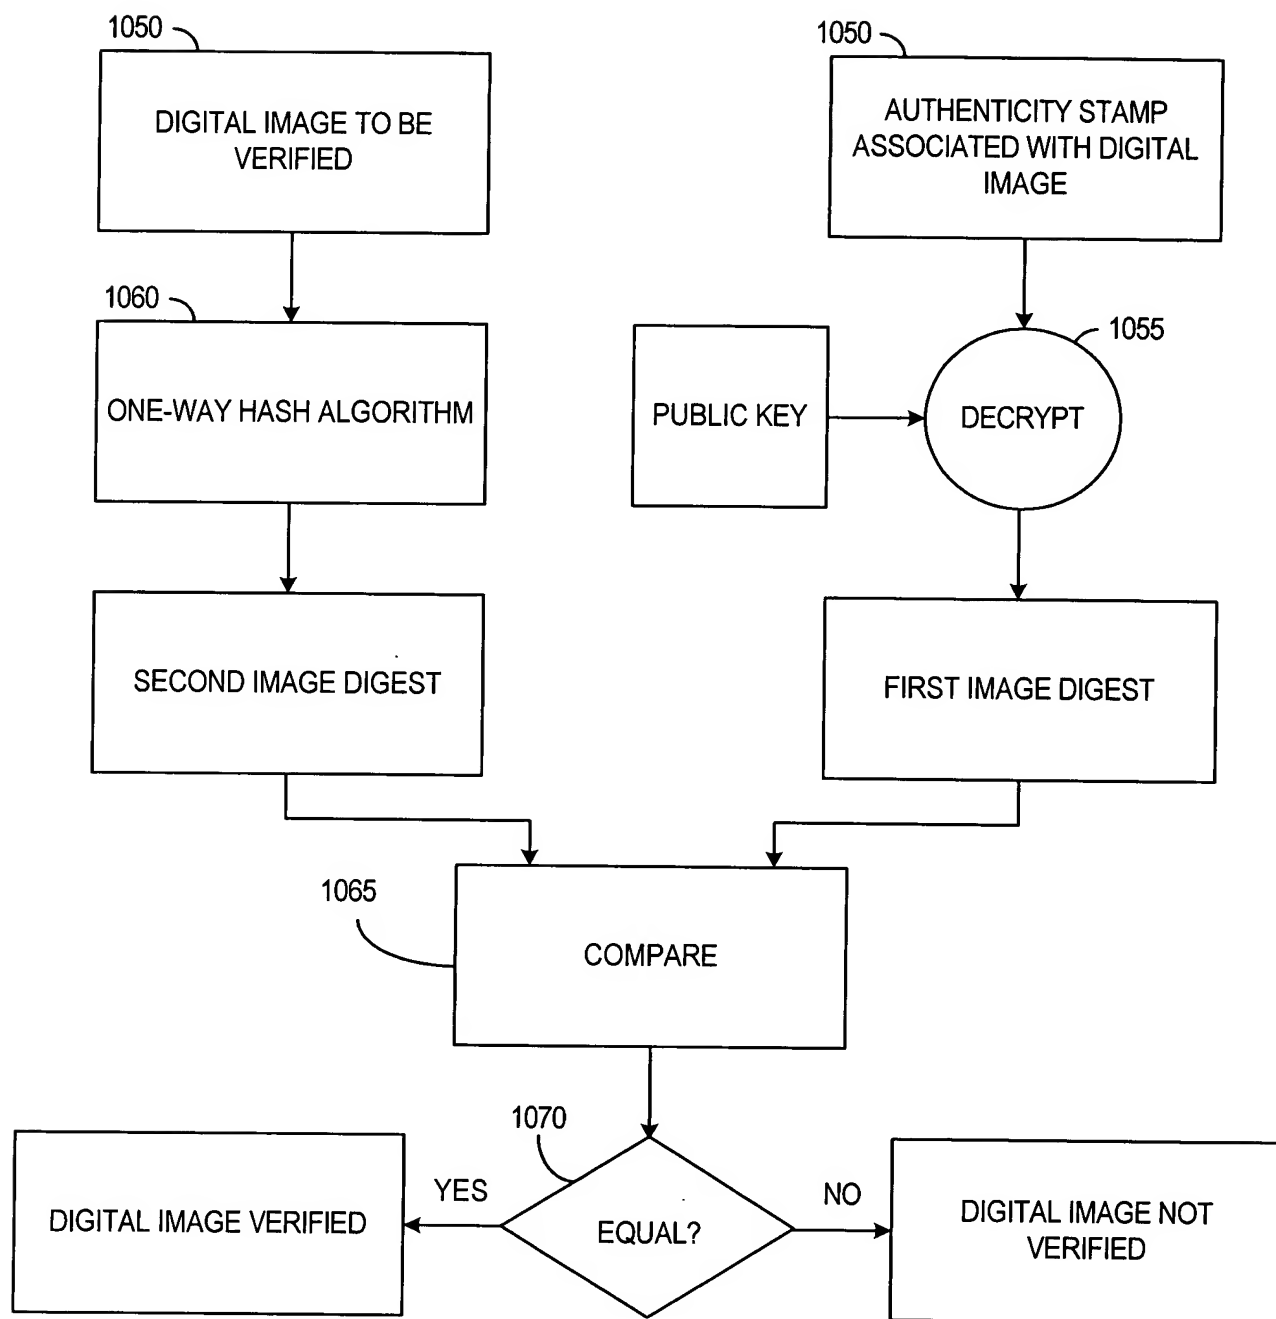 1050
DIGITAL IMAGE TO BE
VERIFIED
1050
AUTHENTICITY STAMP
ASSOCIATED WITH DIGITAL
IMAGE
1060
ONE-WAY HASH ALGORITHM
PUBLIC KEY
1055
DECRYPT
SECOND IMAGE DIGEST
FIRST IMAGE DIGEST
1065
COMPARE
1070
YES
NO
DIGITAL IMAGE VERIFIED
EQUAL?
DIGITAL IMAGE NOT
VERIFIED